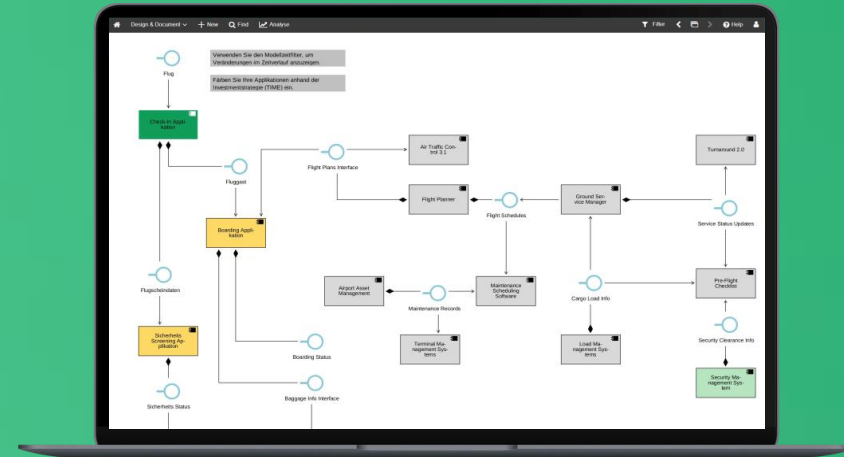 Design & Document
New
Find
Analyse
Filter
Help
Verwenden Sie den Modellzeitfilter, um
Veränderungen im Zeitverlauf anzuzeigen.
Färben Sie Ihre Applikationen anhand der
Investmentstrategie (TIME) ein.
Flug
Check-In Appli-
kation
Fluggast
Flight Plans Interface
Air Traffic Con-
trol 3.1
Turnaround 2.0
Flight Planner
Flight Schedules
Ground Ser-
vice Manager
Service Status Updates
Boarding Appli-
kation
Flugscheindaten
Airport Asset
Management
Maintenance Records
Maintenance
Scheduling
Software
Cargo Load Info
Pre-Flight
Checklist
Sicherheits
Screening Ap-
plikation
Boarding Status
Terminal Ma-
nagement Sys-
tems
Load Ma-
nagement Sys-
tems
Security Clearance Info
Sicherheits Status
Baggage Info Interface
Security Ma-
nagement Sys-
tem